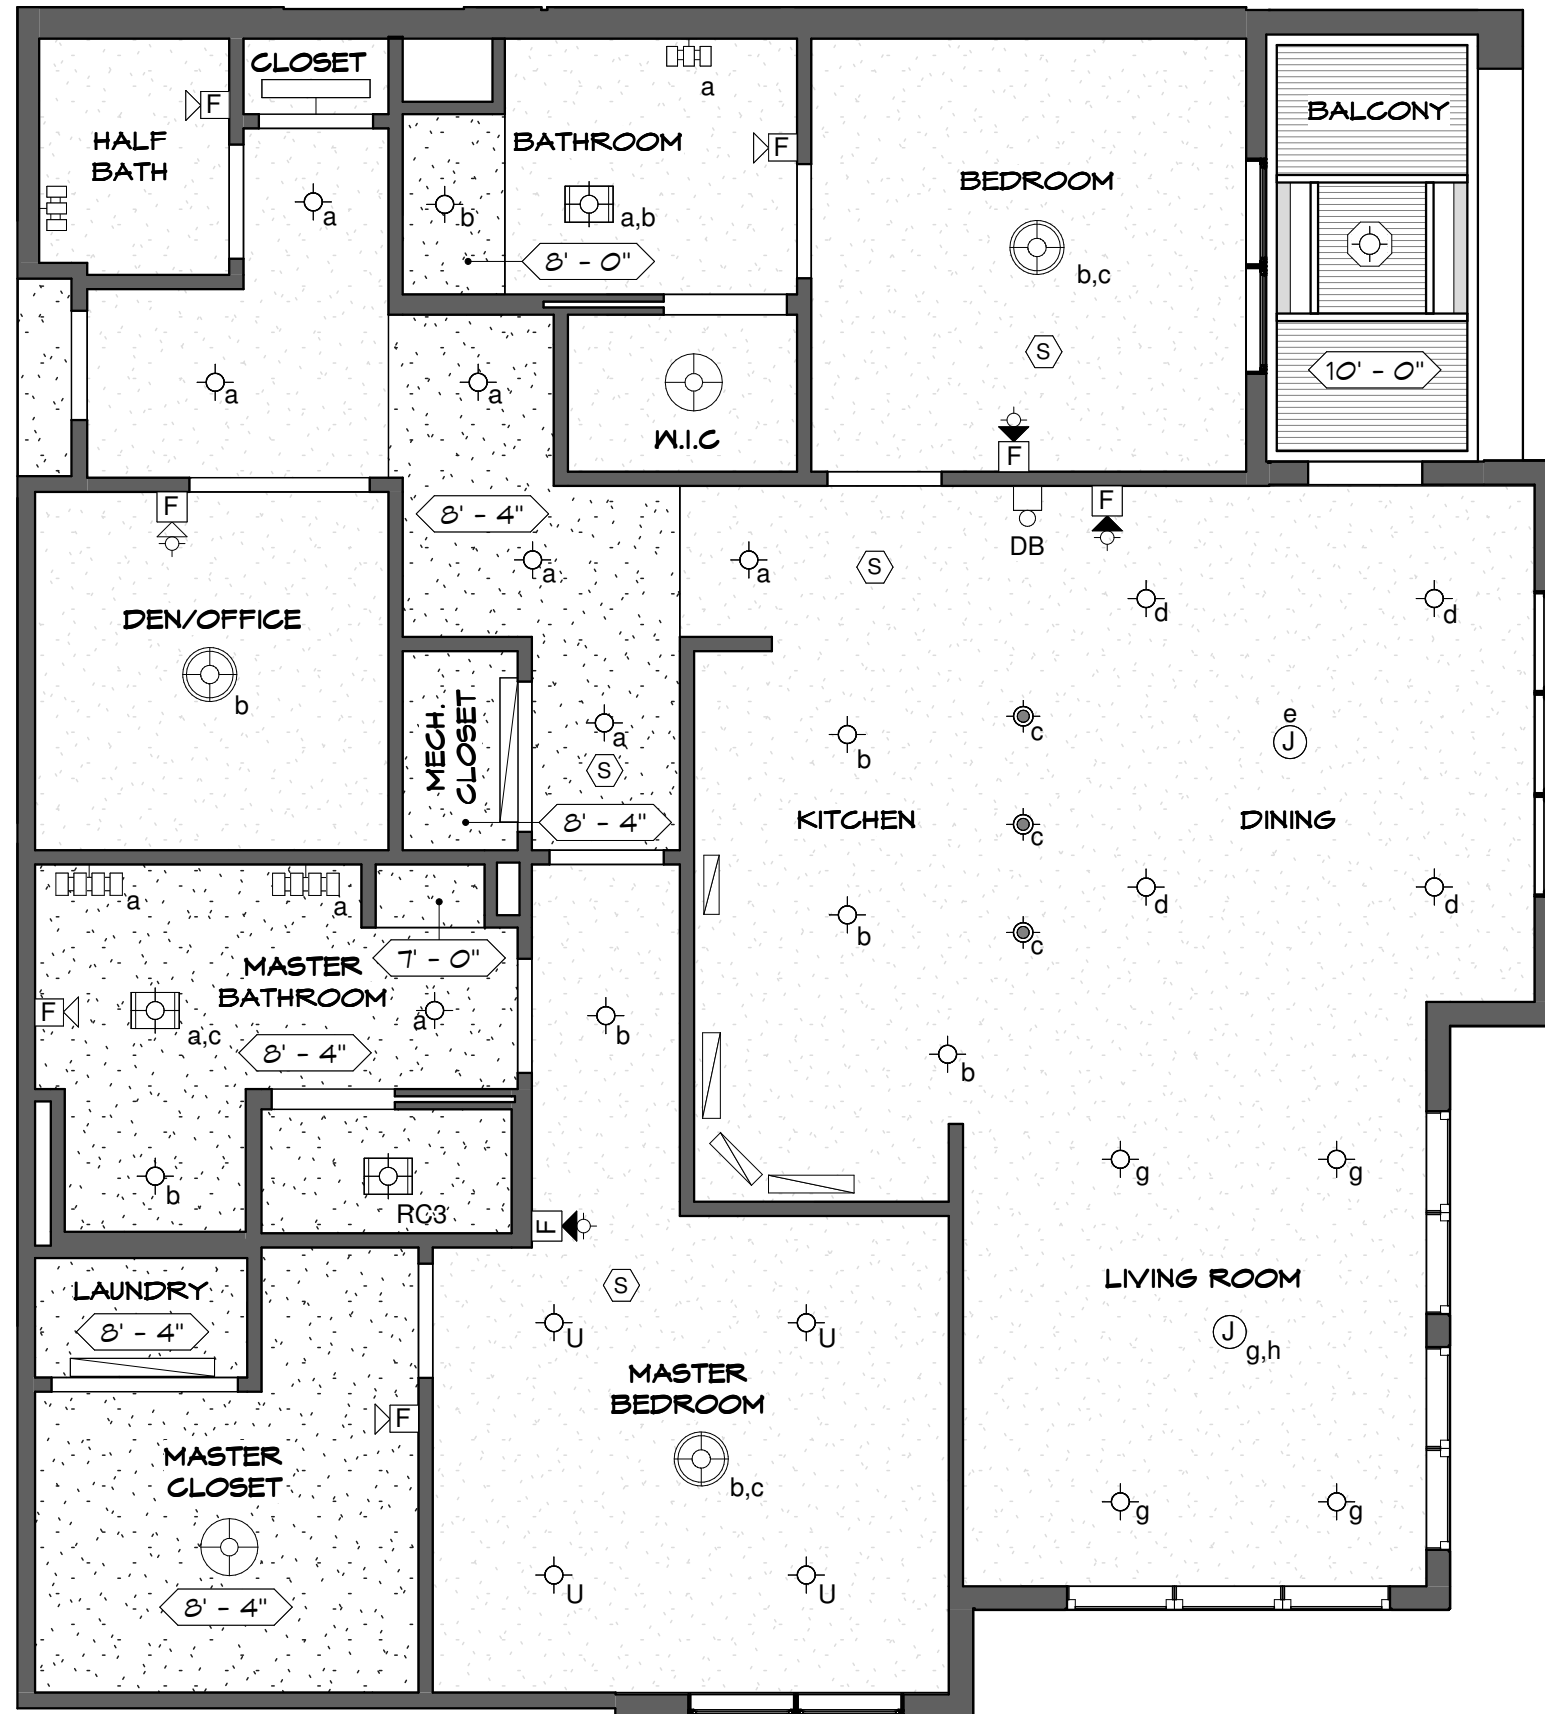 CLOSET
F
HALF
BATH
a
BATHROOM
F
a
b
a,b
8' - 0"
BEDROOM
b,c
S
F
BALCONY
10' - 0"
a
a
W.I.C
8' - 4"
a
a
S
DB
F
d
d
F
DEN/OFFICE
b
MECH.
CLOSET
a
S
8' - 4"
b
c
e
J
KITCHEN
c
DINING
b
c
d
d
a
a
7' - 0"
MASTER
BATHROOM
F
a,c
a
8' - 4"
b
b
b
RC3
F
g
g
LAUNDRY
8' - 4"
S
U
U
LIVING ROOM
J
g,h
MASTER
BEDROOM
b,c
F
MASTER
CLOSET
8' - 4"
g
g
U
U